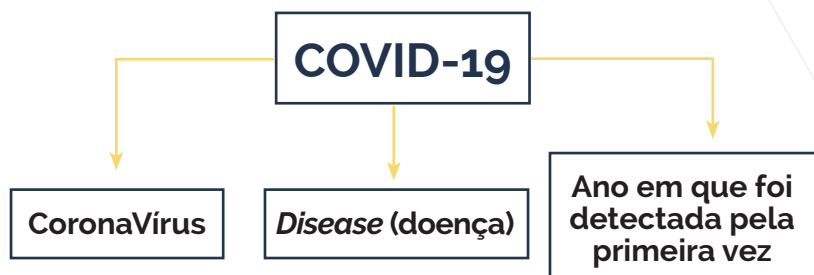 COVID-19
CoronaVírus
Disease (doença)
Ano em que foi
detectada pela
primeira vez